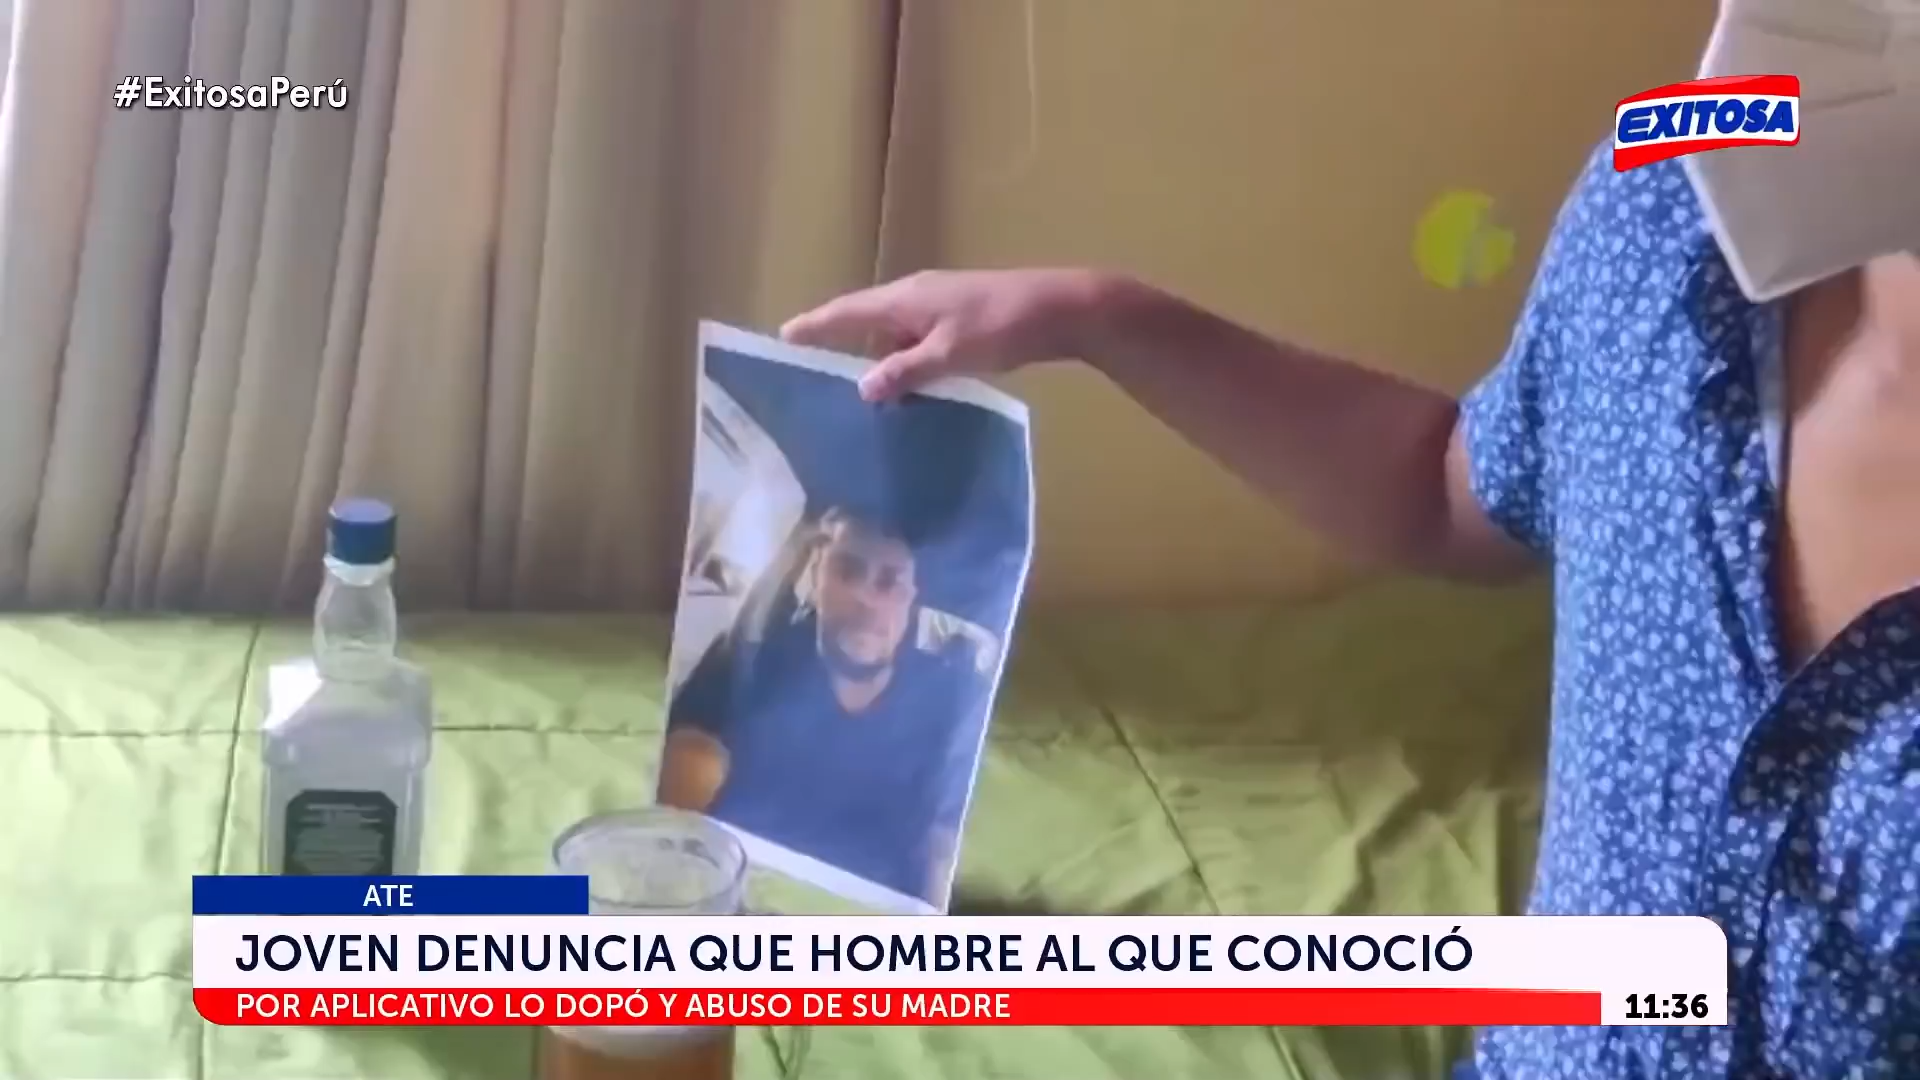 #ExitosaPerú
EXITOSA
ATE
JOVEN DENUNCIA QUE HOMBRE AL QUE CONOCIÓ
POR APLICATIVO LO DOPÓ Y ABUSO DE SU MADRE
11:36